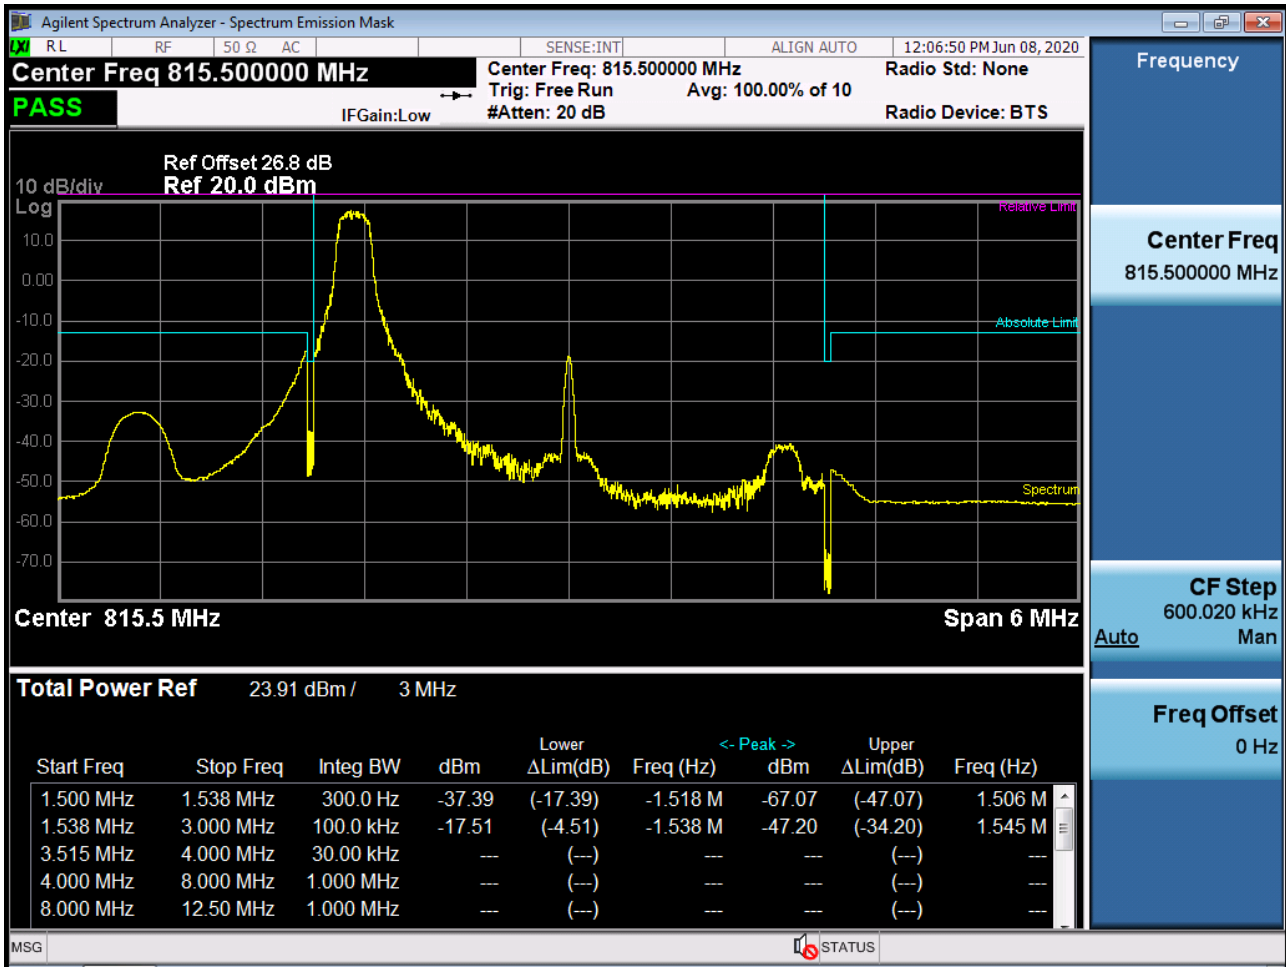 Agilent Spectrum Analyzer - Spectrum Emission Mask
LXI RL RF 50 Ω AC SENSE:INT ALIGN AUTO 12:06:50 PM Jun 08, 2020
Center Freq 815.500000 MHz
Center Freq: 815.500000 MHz Radio Std: None
Trig: Free Run Avg: 100.00% of 10
PASS
IFGain:Low #Atten: 20 dB Radio Device: BTS
Ref Offset 26.8 dB
10 dB/div Ref 20.0 dBm
Log
Relative Limit
10.0
0.00
-10.0
Absolute Limit
-20.0
-30.0
-40.0
-50.0
Spectrum
-60.0
-70.0
Center 815.5 MHz Span 6 MHz
Total Power Ref 23.91 dBm / 3 MHz
Lower <- Peak -> Upper
Start Freq Stop Freq Integ BW dBm ΔLim(dB) Freq (Hz) dBm ΔLim(dB) Freq (Hz)
1.500 MHz 1.538 MHz 300.0 Hz -37.39 (-17.39) -1.518 M -67.07 (-47.07) 1.506 M
1.538 MHz 3.000 MHz 100.0 kHz -17.51 (-4.51) -1.538 M -47.20 (-34.20) 1.545 M
3.515 MHz 4.000 MHz 30.00 kHz --- (---) --- --- (---) ---
4.000 MHz 8.000 MHz 1.000 MHz --- (---) --- --- (---) ---
8.000 MHz 12.50 MHz 1.000 MHz --- (---) --- --- (---) ---
MSG STATUS
Frequency
Center Freq
815.500000 MHz
CF Step
600.020 kHz
Auto Man
Freq Offset
0 Hz